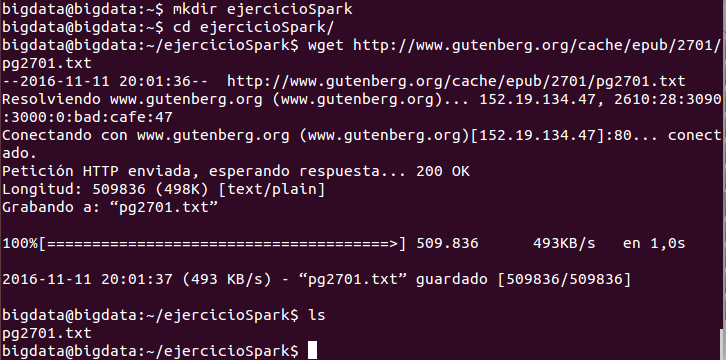 bigdata@bigdata:~$ mkdir ejercicioSpark
bigdata@bigdata:~$ cd ejercicioSpark/
bigdata@bigdata:~/ejercicioSpark$ wget http://www.gutenberg.org/cache/epub/2701/
pg2701.txt
--2016-11-11 20:01:36--  http://www.gutenberg.org/cache/epub/2701/pg2701.txt
Resolviendo www.gutenberg.org (www.gutenberg.org)... 152.19.134.47, 2610:28:3090
:3000:0:bad:cafe:47
Conectando con www.gutenberg.org (www.gutenberg.org)[152.19.134.47]:80... conect
ado.
Petición HTTP enviada, esperando respuesta... 200 OK
Longitud: 509836 (498K) [text/plain]
Grabando a: “pg2701.txt”
100%[======================================>] 509.836      493KB/s   en 1,0s
2016-11-11 20:01:37 (493 KB/s) - “pg2701.txt” guardado [509836/509836]
bigdata@bigdata:~/ejercicioSpark$ ls
pg2701.txt
bigdata@bigdata:~/ejercicioSpark$